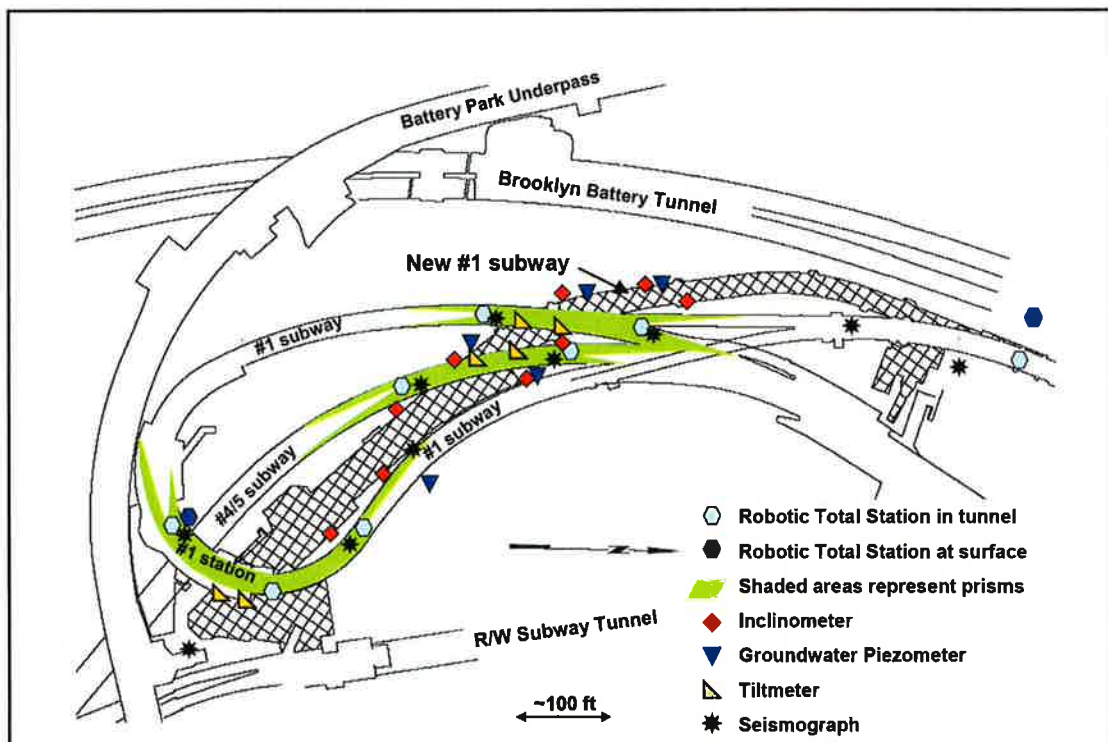 Battery Park Underpass
Brooklyn Battery Tunnel
New #1 subway
#1 subway
#4/5 subway
#1 subway
#1 station
R/W Subway Tunnel
~100 ft
N
Robotic Total Station in tunnel
Robotic Total Station at surface
Shaded areas represent prisms
Inclinometer
Groundwater Piezometer
Tiltmeter
Seismograph